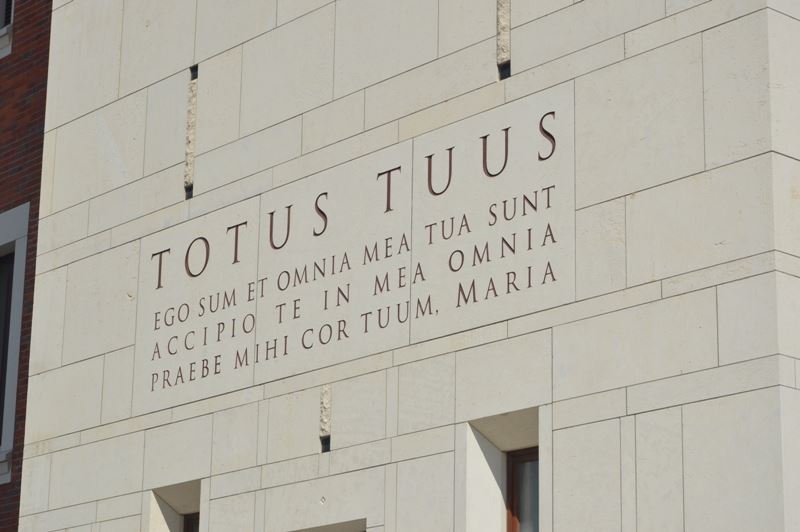 TOTUS TUUS
EGO SUM ET OMNIA MEA TUA SUNT
ACCIPIO TE IN MEA OMNIA
PRAEBE MIHI COR TUUM, MARIA